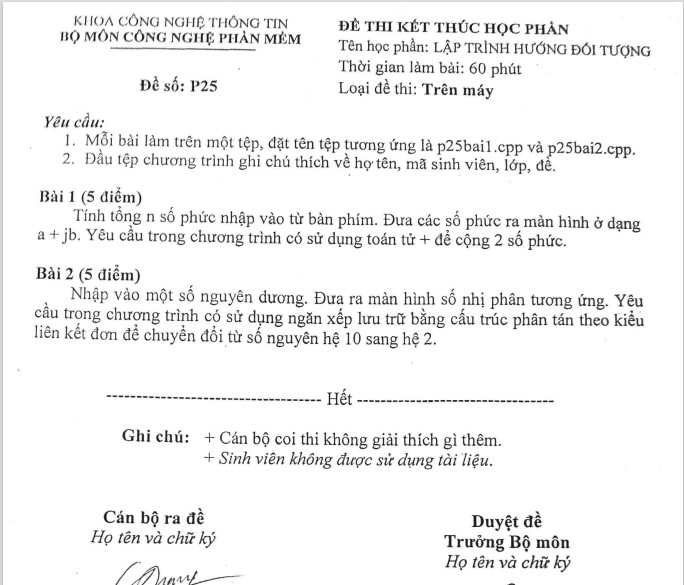 KHOA CÔNG NGHỆ THÔNG TIN
BỘ MÔN CÔNG NGHỆ PHẦN MỀM
Đề số: P25
ĐỀ THI KẾT THÚC HỌC PHẦN
Tên học phần: LẬP TRÌNH HƯỚNG ĐỐI TƯỢNG
Thời gian làm bài: 60 phút
Loại đề thi: Trên máy
Yêu cầu:
1. Mỗi bài làm trên một tệp, đặt tên tệp tương ứng là p25bai1.cpp và p25bai2.cpp.
2. Đầu tệp chương trình ghi chú thích về họ tên, mã sinh viên, lớp, đề.
Bài 1 (5 điểm)
Tính tổng n số phức nhập vào từ bàn phím. Đưa các số phức ra màn hình ở dạng
a + jb. Yêu cầu trong chương trình có sử dụng toán tử + để cộng 2 số phức.
Bài 2 (5 điểm)
Nhập vào một số nguyên dương. Đưa ra màn hình số nhị phân tương ứng. Yêu
cầu trong chương trình có sử dụng ngăn xếp lưu trữ bằng cấu trúc phân tán theo kiểu
liên kết đơn để chuyển đổi từ số nguyên hệ 10 sang hệ 2.
------------------------------------ Hết ---------------------------------
Ghi chú: + Cán bộ coi thi không giải thích gì thêm.
+ Sinh viên không được sử dụng tài liệu.
Cán bộ ra đề
Họ tên và chữ ký
Duyệt đề
Trưởng Bộ môn
Họ tên và chữ ký